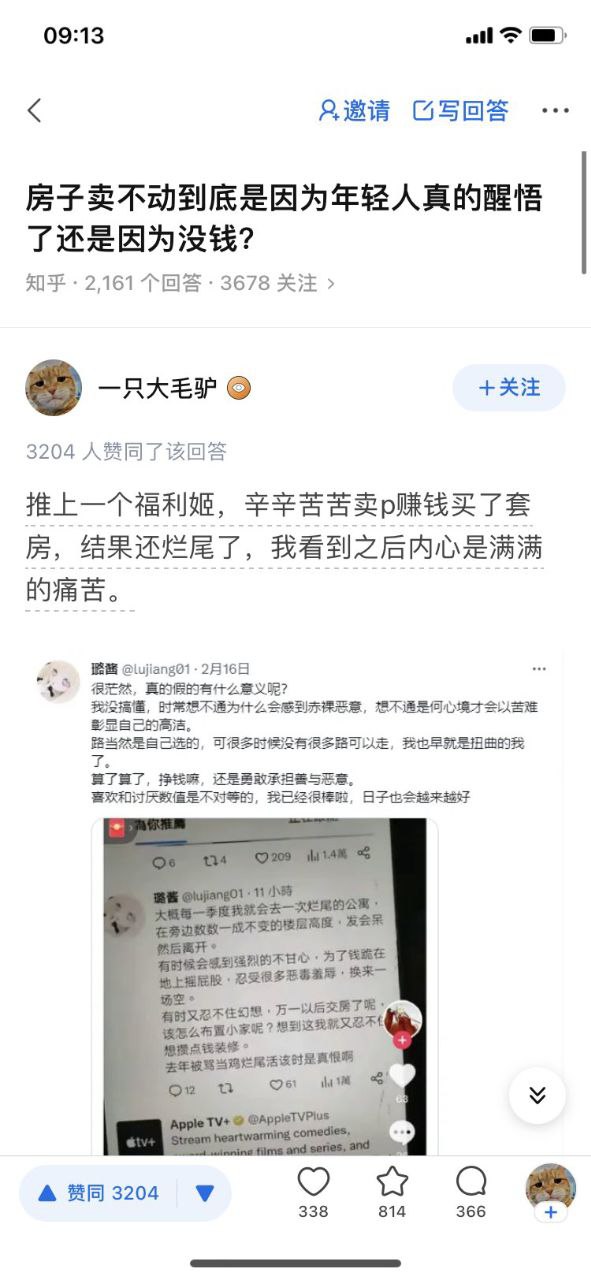 09:13
邀请
写回答
房子卖不动到底是因为年轻人真的醒悟
了还是因为没钱?
知乎 · 2,161 个回答 · 3678 关注 >
一只大毛驴
+关注
3204 人赞同了该回答
推上一个福利姬，辛辛苦苦卖p赚钱买了套
房，结果还烂尾了，我看到之后内心是满满
的痛苦。
璐酱 @lujiang01 · 2月16日
很茫然，真的假的有什么意义呢?
我没搞懂，时常想不通为什么会感到赤裸恶意，想不通是何心境才会以苦难
彰显自己的高洁。
路当然是自己选的，可很多时候没有很多路可以走，我也早就是扭曲的我
了。
算了算了，挣钱嘛，还是勇敢承担善与恶意。
喜欢和讨厌数值是不对等的，我已经很棒啦，日子也会越来越好
為你推薦
6 4 209 1.4萬
璐酱 @lujiang01 · 11 小時
大概每一季度我就会去一次烂尾的公寓，
在旁边数数一成不变的楼层高度，发会呆
然后离开。
有时候会感到强烈的不甘心，为了钱跪在
地上摇屁股，忍受很多恶毒羞辱，换来一
场空。
有时又忍不住幻想，万一以后交房了呢，
该怎么布置小家呢？想到这我就又忍不住
想攒点钱装修。
去年被骂当鸡烂尾活该时是真恨啊
12 61 1萬
63
Apple TV+ @AppleTVPlus
tv+
Stream heartwarming comedies,
award-winning films and series, and
赞同 3204
338
814
366